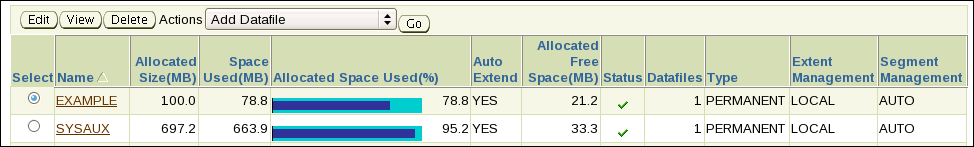 Edit View Delete Actions Add Datafile Go
Select Name Allocated Size(MB) Space Used(MB) Allocated Space Used(%) Auto Extend Allocated Free Space(MB) Status Datafiles Type Extent Management Segment Management
EXAMPLE 100.0 78.8 78.8 YES 21.2 1 PERMANENT LOCAL AUTO
SYSAUX 697.2 663.9 95.2 YES 33.3 1 PERMANENT LOCAL AUTO